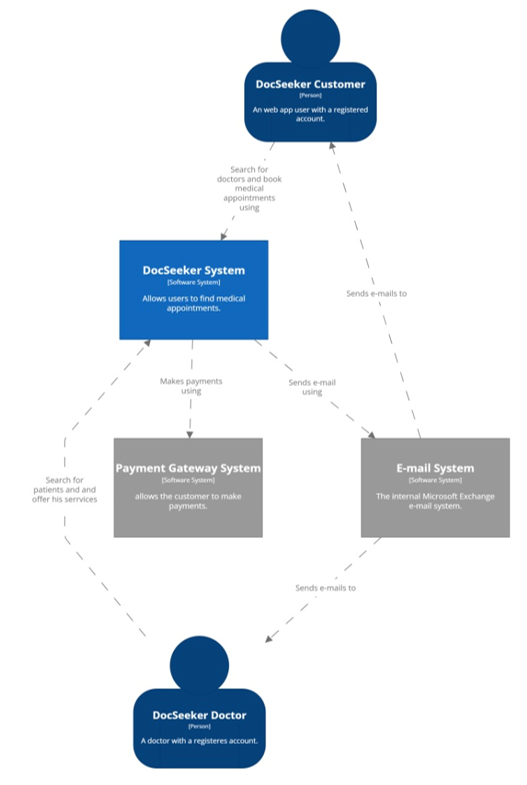 DocSeeker Customer
[Person]
An web app user with a registered
account.
Search for
doctors and book
medical
appointments
using
DocSeeker System
[Software System]
Allows users to find medical
appointments.
Sends e-mails to
Makes payments
using
Sends e-mail
using
Payment Gateway System
[Software System]
allows the customer to make
payments.
E-mail System
[Software System]
The internal Microsoft Exchange
e-mail system.
Search for
patients and and
offer his serrvices
Sends e-mails to
DocSeeker Doctor
[Person]
A doctor with a registeres account.